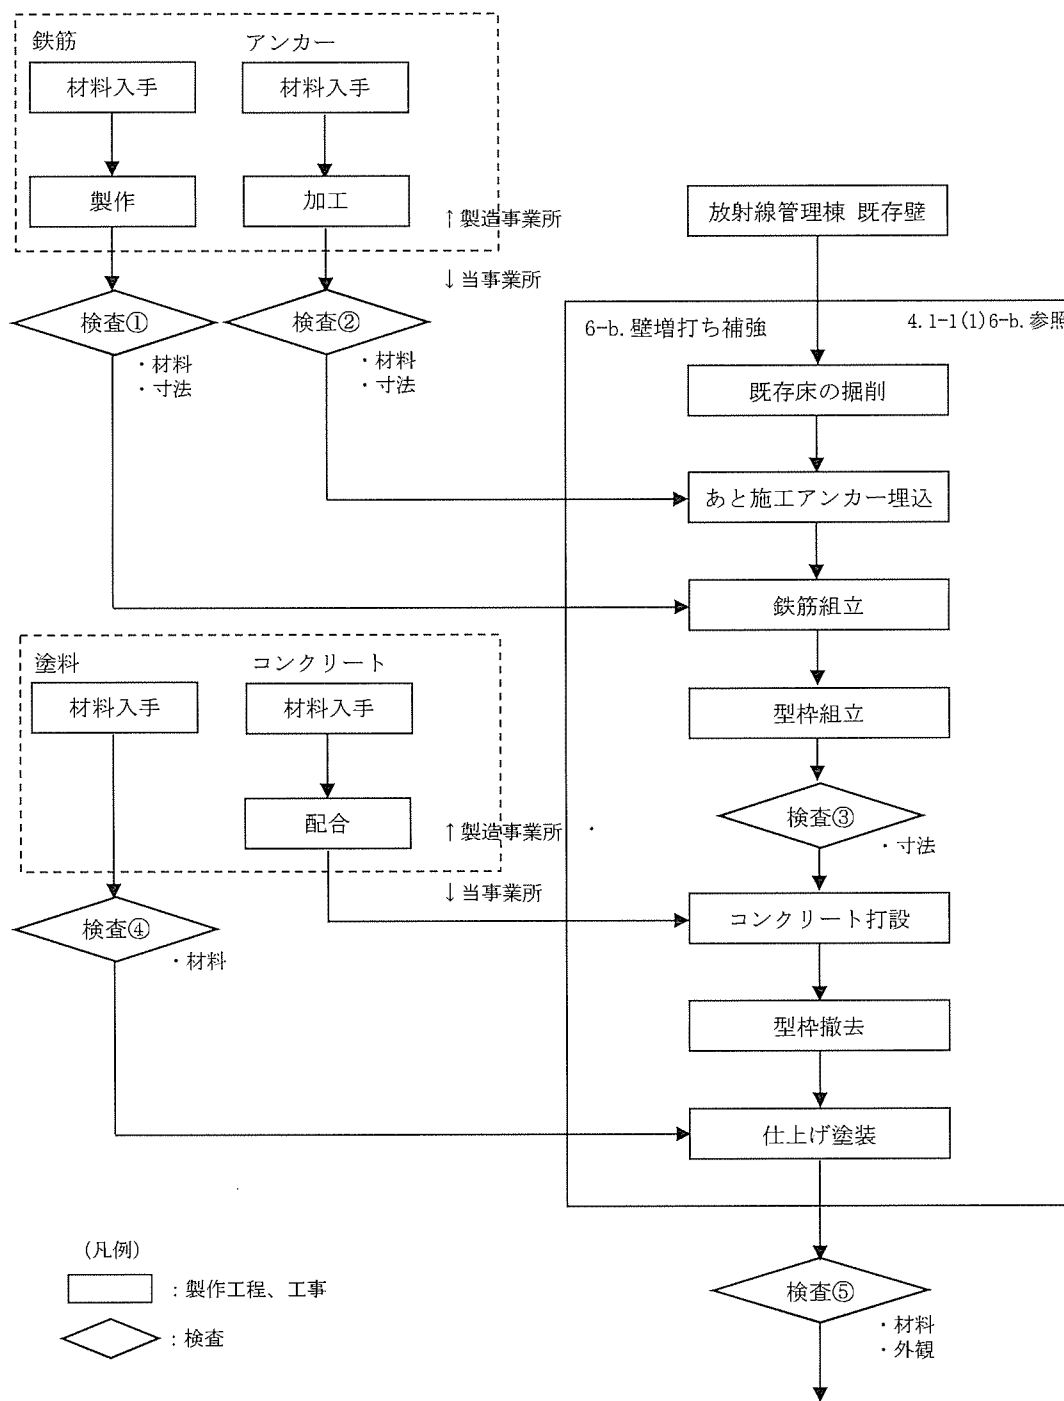 鉄筋
アンカー
材料入手
材料入手
製作
加工
↑製造事業所
↓当事業所
検査①
・材料
・寸法
検査②
・材料
・寸法
放射線管理棟 既存壁
6-b.壁増打ち補強
4.1-1(1)6-b.参照
既存床の掘削
あと施工アンカー埋込
鉄筋組立
型枠組立
検査③
・寸法
塗料
コンクリート
材料入手
材料入手
配合
↑製造事業所
↓当事業所
検査④
・材料
コンクリート打設
型枠撤去
仕上げ塗装
検査⑤
・材料
・外観
(凡例)
:製作工程、工事
:検査